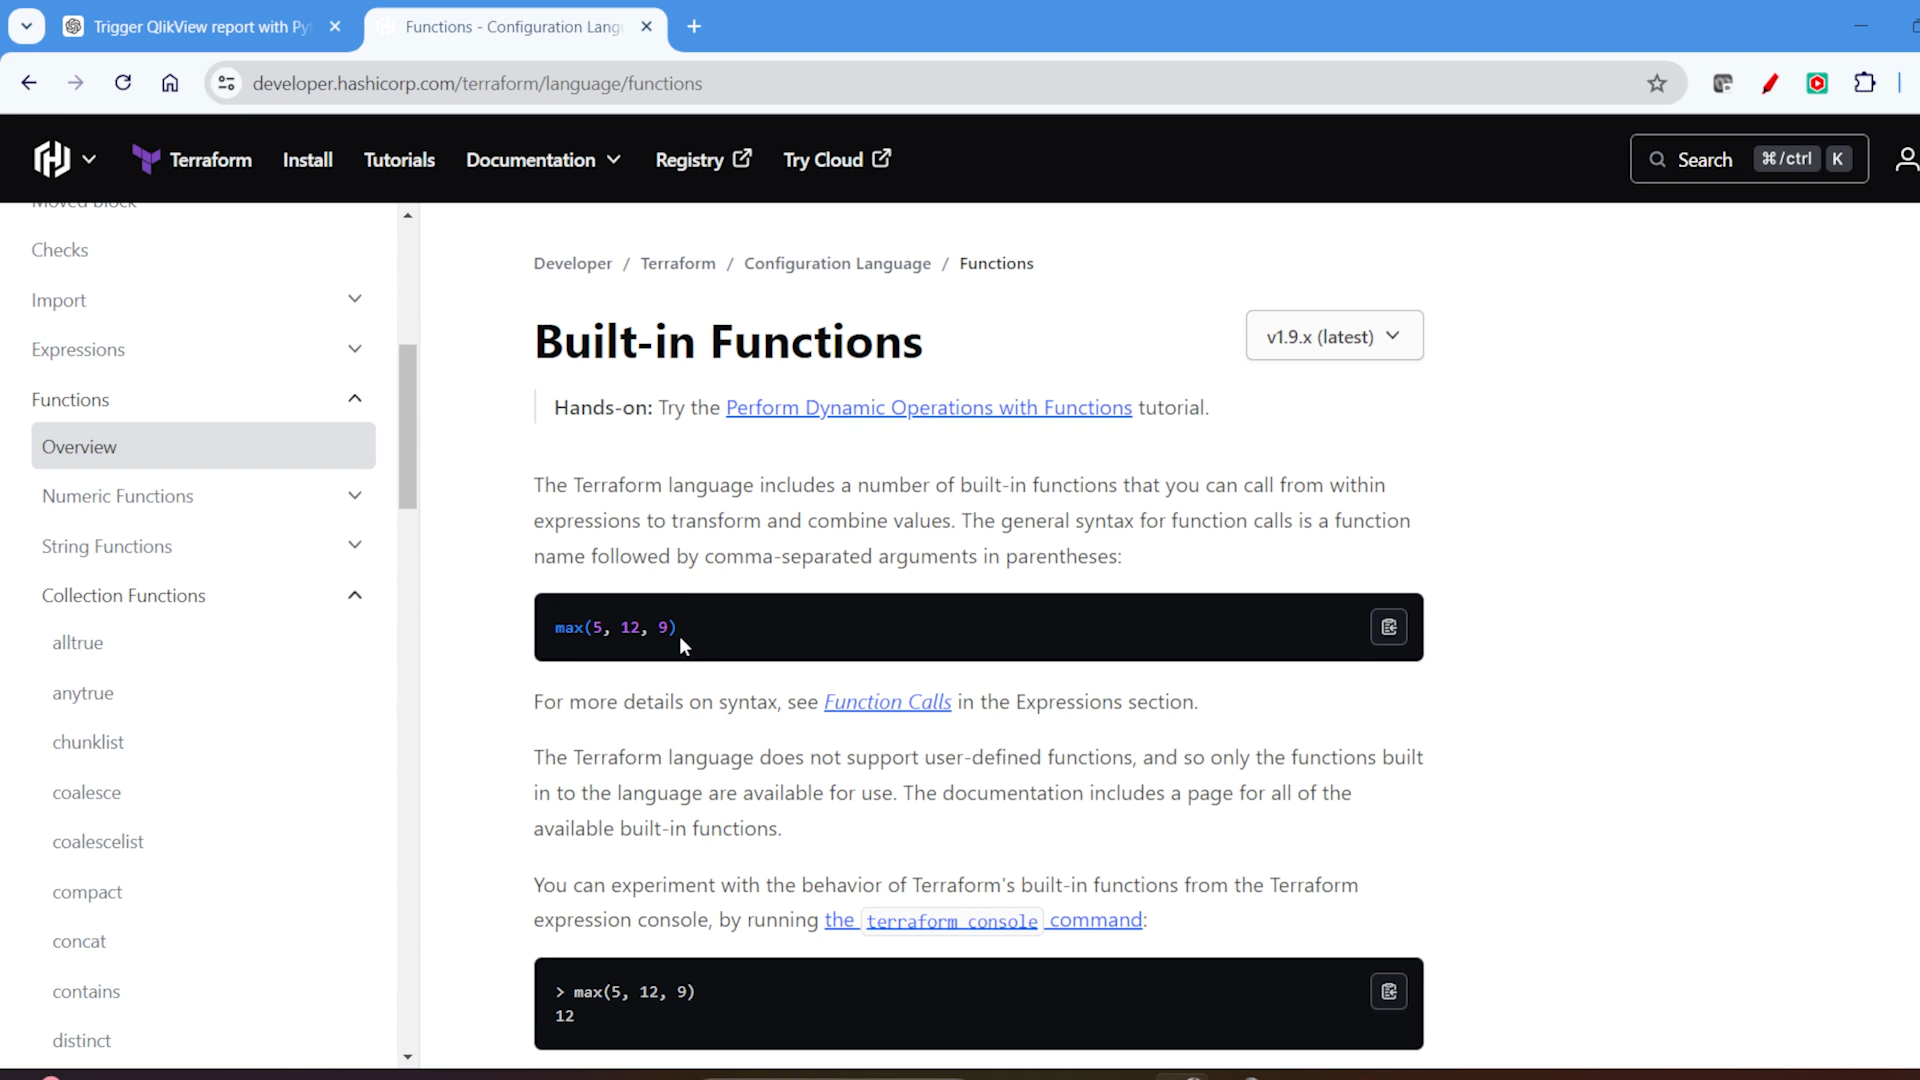 Trigger QlikView report with Py
Functions - Configuration Lang
developer.hashicorp.com/terraform/language/functions
Terraform
Install
Tutorials
Documentation
Registry
Try Cloud
Search
⌘/ctrl
K
Moved block
Checks
Import
Expressions
Functions
Overview
Numeric Functions
String Functions
Collection Functions
alltrue
anytrue
chunklist
coalesce
coalescelist
compact
concat
contains
distinct
Developer / Terraform / Configuration Language / Functions
Built-in Functions
v1.9.x (latest)
Hands-on: Try the Perform Dynamic Operations with Functions tutorial.
The Terraform language includes a number of built-in functions that you can call from within
expressions to transform and combine values. The general syntax for function calls is a function
name followed by comma-separated arguments in parentheses:
max(5, 12, 9)
For more details on syntax, see Function Calls in the Expressions section.
The Terraform language does not support user-defined functions, and so only the functions built
in to the language are available for use. The documentation includes a page for all of the
available built-in functions.
You can experiment with the behavior of Terraform's built-in functions from the Terraform
expression console, by running the terraform console command:
> max(5, 12, 9)
12